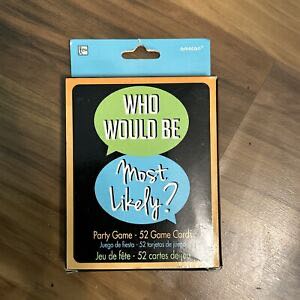 amscan
WHO
WOULD BE
Most
Likely?
Party Game • 52 Game Cards
Juego de fiesta • 52 tarjetas de juego
Jeu de fête • 52 cartes de jeu